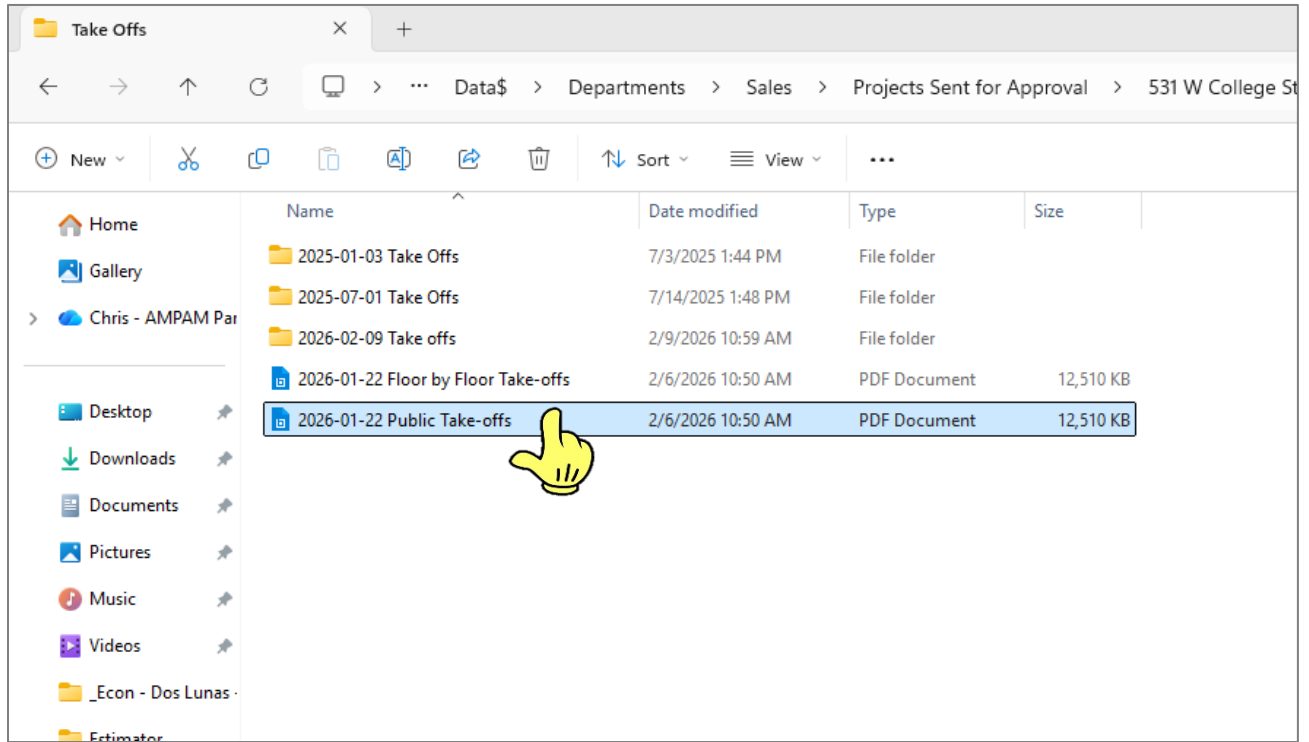 Take Offs
Data$ > Departments > Sales > Projects Sent for Approval > 531 W College St
New Sort View
Name Date modified Type Size
Home
Gallery
Chris - AMPAM Par
Desktop
Downloads
Documents
Pictures
Music
Videos
_Econ - Dos Lunas -
Estimator
2025-01-03 Take Offs 7/3/2025 1:44 PM File folder
2025-07-01 Take Offs 7/14/2025 1:48 PM File folder
2026-02-09 Take offs 2/9/2026 10:59 AM File folder
2026-01-22 Floor by Floor Take-offs 2/6/2026 10:50 AM PDF Document 12,510 KB
2026-01-22 Public Take-offs 2/6/2026 10:50 AM PDF Document 12,510 KB